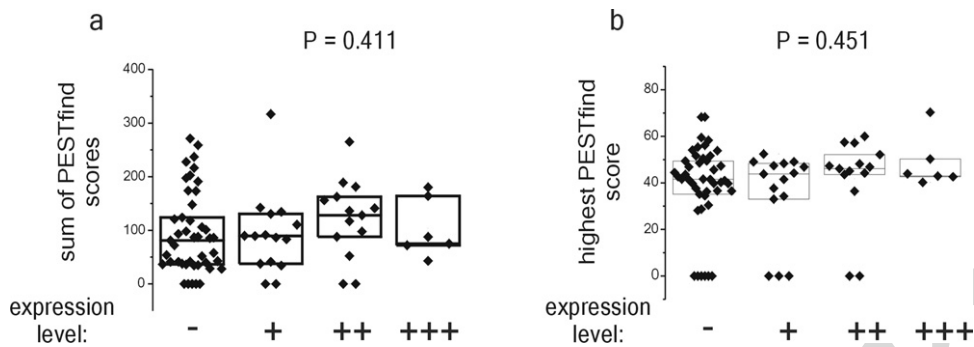 a
P = 0.411
sum of PESTfind
scores
400
300
200
100
0
expression
level:
- + ++ +++
b
P = 0.451
highest PESTfind
score
80
60
40
20
0
expression
level:
- + ++ +++